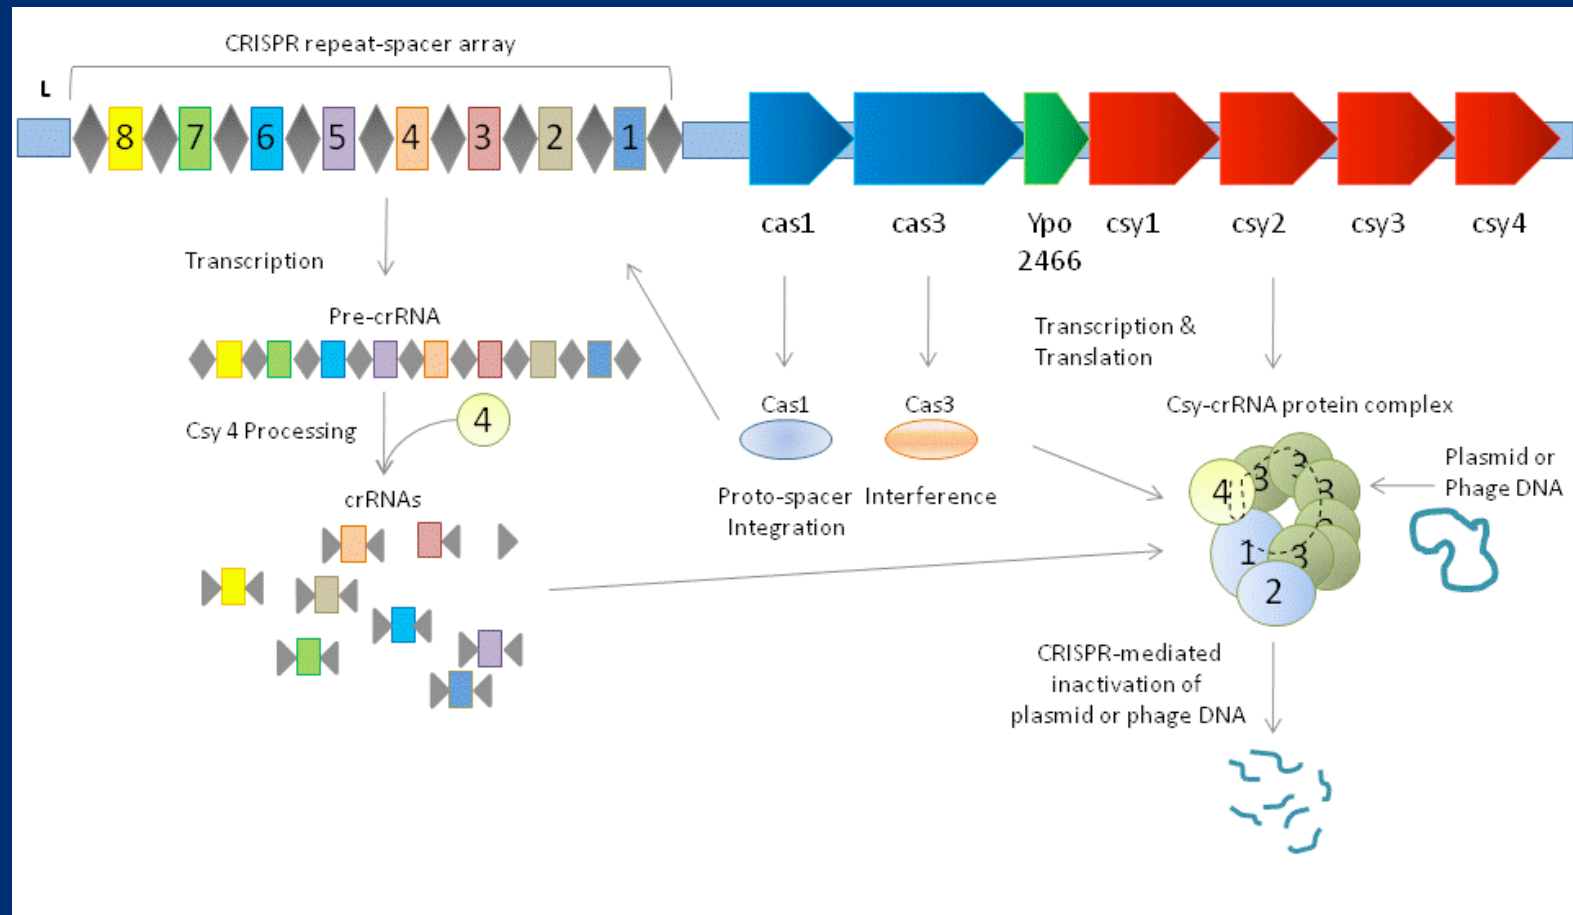 CRISPR repeat-spacer array
L
8 7 6 5 4 3 2 1
cas1 cas3 Ypo 2466 csy1 csy2 csy3 csy4
Transcription
Pre-crRNA
Csy 4 Processing
4
crRNAs
Cas1
Proto-spacer
Integration
Cas3
Interference
Transcription &
Translation
Csy-crRNA protein complex
4 3 3 3
1 3
2
Plasmid or
Phage DNA
CRISPR-mediated
inactivation of
plasmid or phage DNA